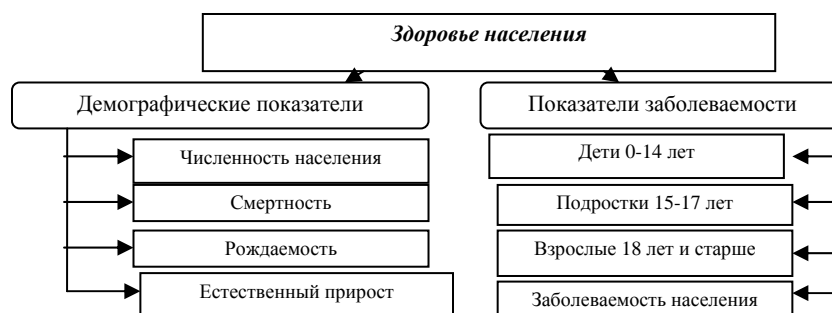 Здоровье населения
Демографические показатели
Численность населения
Смертность
Рождаемость
Естественный прирост
Показатели заболеваемости
Дети 0-14 лет
Подростки 15-17 лет
Взрослые 18 лет и старше
Заболеваемость населения